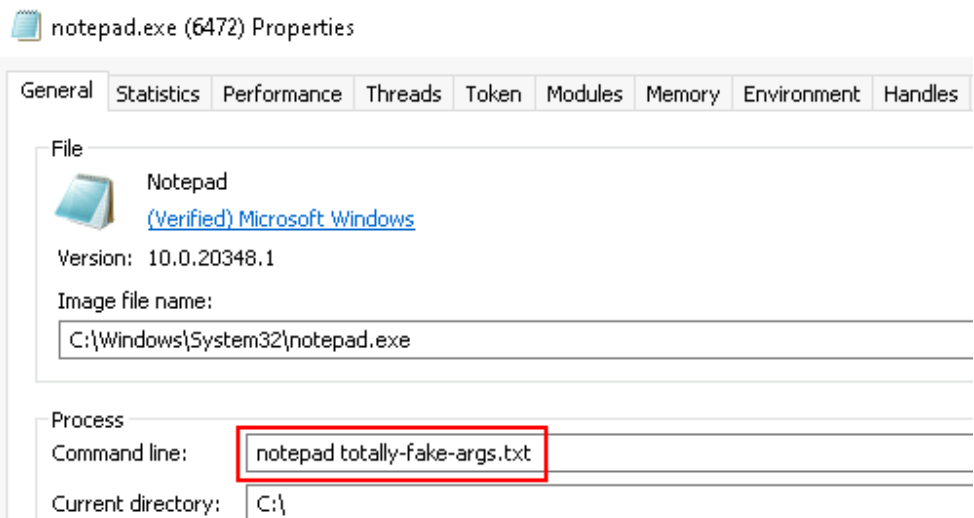 notepad.exe (6472) Properties
General Statistics Performance Threads Token Modules Memory Environment Handles
File
Notepad
(Verified) Microsoft Windows
Version: 10.0.20348.1
Image file name:
C:\Windows\System32\notepad.exe
Process
Command line: notepad totally-fake-args.txt
Current directory: C:\